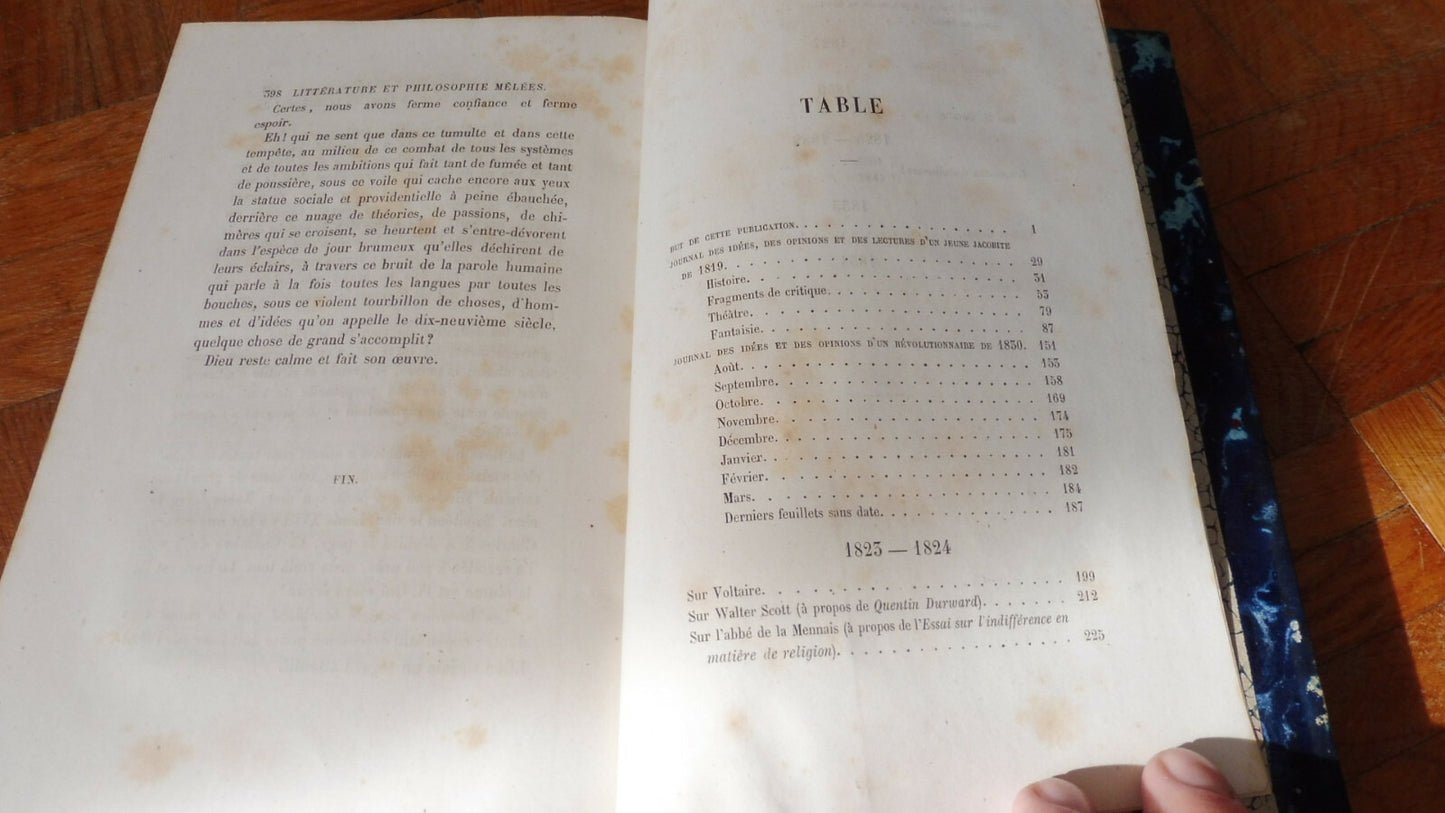 398 LITTÉRATURE ET PHILOSOPHIE MÊLÉES.
Certes, nous avons ferme confiance et ferme
espoir.
Eh! qui ne sent que dans ce tumulte et dans cette
tempête, au milieu de ce combat de tous les systèmes
et de toutes les ambitions qui fait tant de fumée et tant
de poussière, sous ce voile qui cache encore aux yeux
la statue sociale et providentielle à peine ébauchée,
derrière ce nuage de théories, de passions, de chi-
mères qui se croisent, se heurtent et s'entre-dévorent
dans l'espèce de jour brumeux qu'elles déchirent de
leurs éclairs, à travers ce bruit de la parole humaine
qui parle à la fois toutes les langues par toutes les
bouches, sous ce violent tourbillon de choses, d'hom-
mes et d'idées qu'on appelle le dix-neuvième siècle,
quelque chose de grand s'accomplit?
Dieu reste calme et fait son œuvre.
FIN.
TABLE
BUT DE CETTE PUBLICATION. 1
JOURNAL DES IDÉES, DES OPINIONS ET DES LECTURES D'UN JEUNE JACOBITE
DE 1819. 29
Histoire. 31
Fragments de critique. 53
Théâtre. 79
Fantaisie. 87
JOURNAL DES IDÉES ET DES OPINIONS D'UN RÉVOLUTIONNAIRE DE 1830. 151
Août. 153
Septembre. 158
Octobre. 169
Novembre. 174
Décembre. 175
Janvier. 181
Février. 182
Mars. 184
Derniers feuillets sans date. 187
1823 — 1824
Sur Voltaire. 199
Sur Walter Scott (à propos de Quentin Durward). 212
Sur l'abbé de la Mennais (à propos de l'Essai sur l'indifférence en
matière de religion). 225